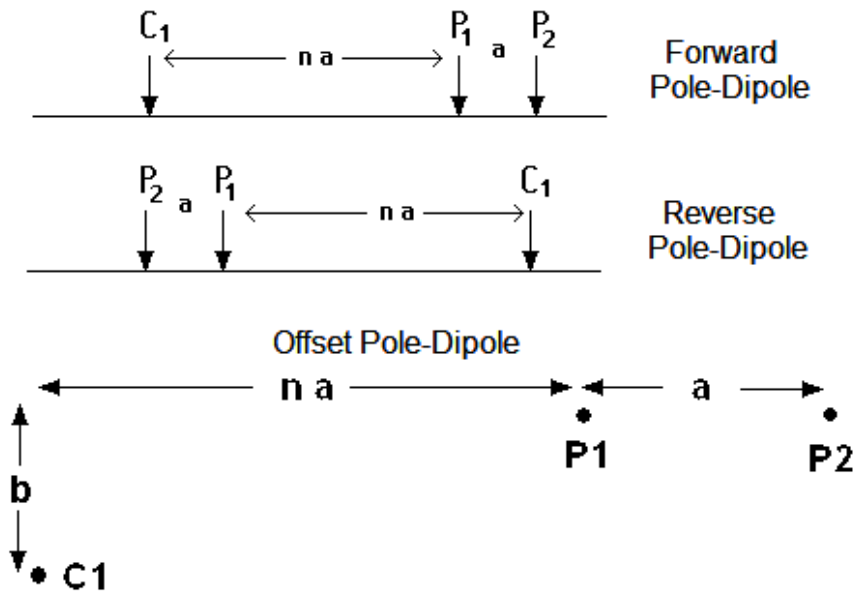 C1 n a P1 a P2
Forward
Pole-Dipole
P2 a P1 n a C1
Reverse
Pole-Dipole
Offset Pole-Dipole
n a a
P1 P2
b
C1